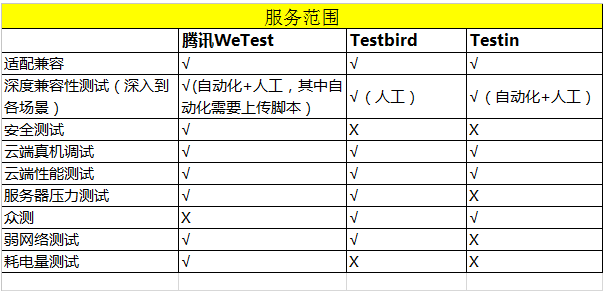 服务范围
腾讯WeTest Testbird Testin
适配兼容 √ √ √
深度兼容性测试（深入到各场景） √(自动化+人工，其中自动化需要上传脚本） √（人工） √（自动化+人工）
安全测试 √ X X
云端真机调试 √ √ √
云端性能测试 √ √ √
服务器压力测试 √ √ X
众测 X √ √
弱网络测试 √ √ X
耗电量测试 √ X X